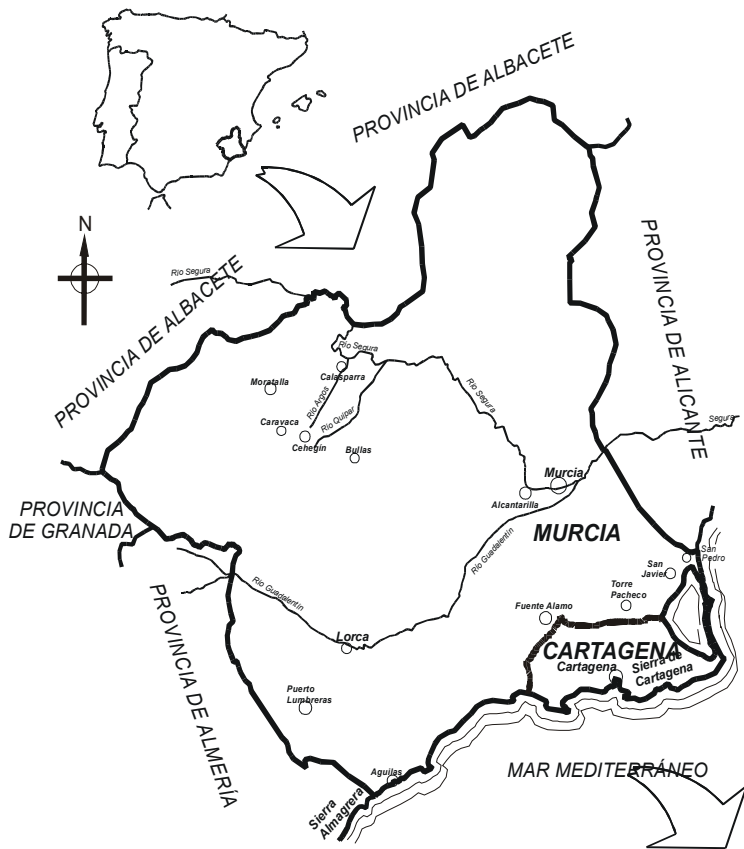 PROVINCIA DE ALBACETE
N
Río Segura
PROVINCIA DE ALBACETE
PROVINCIA DE ALICANTE
Río Segura
Calasparra
Moratalla
Río Argos
Río Quipar
Río Segura
Segura
Caravaca
Cehegín
Bullas
Murcia
Alcantarilla
PROVINCIA
DE GRANADA
MURCIA
Río Guadalentín
San
Pedro
San
Javier
Río Guadalentín
Torre
Pacheco
Fuente Alamo
Lorca
CARTAGENA
Cartagena
Sierra de
Cartagena
Puerto
Lumbreras
PROVINCIA DE ALMERÍA
Aguilas
MAR MEDITERRÁNEO
Sierra
Almagrera